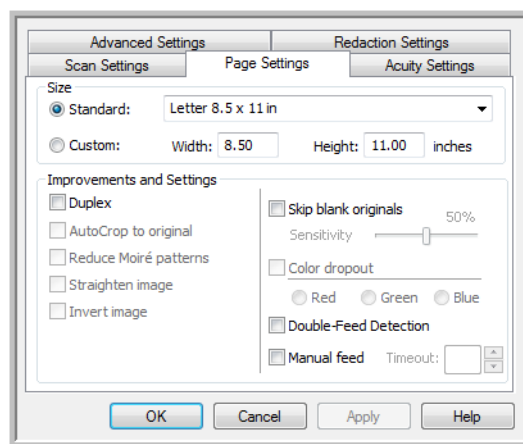 Advanced Settings Redaction Settings
Scan Settings Page Settings Acuity Settings
Size
Standard: Letter 8.5 x 11 in
Custom: Width: 8.50 Height: 11.00 inches
Improvements and Settings
Duplex
AutoCrop to original
Reduce Moiré patterns
Straighten image
Invert image
Skip blank originals 50%
Sensitivity
Color dropout
Red Green Blue
Double-Feed Detection
Manual feed Timeout:
OK Cancel Apply Help